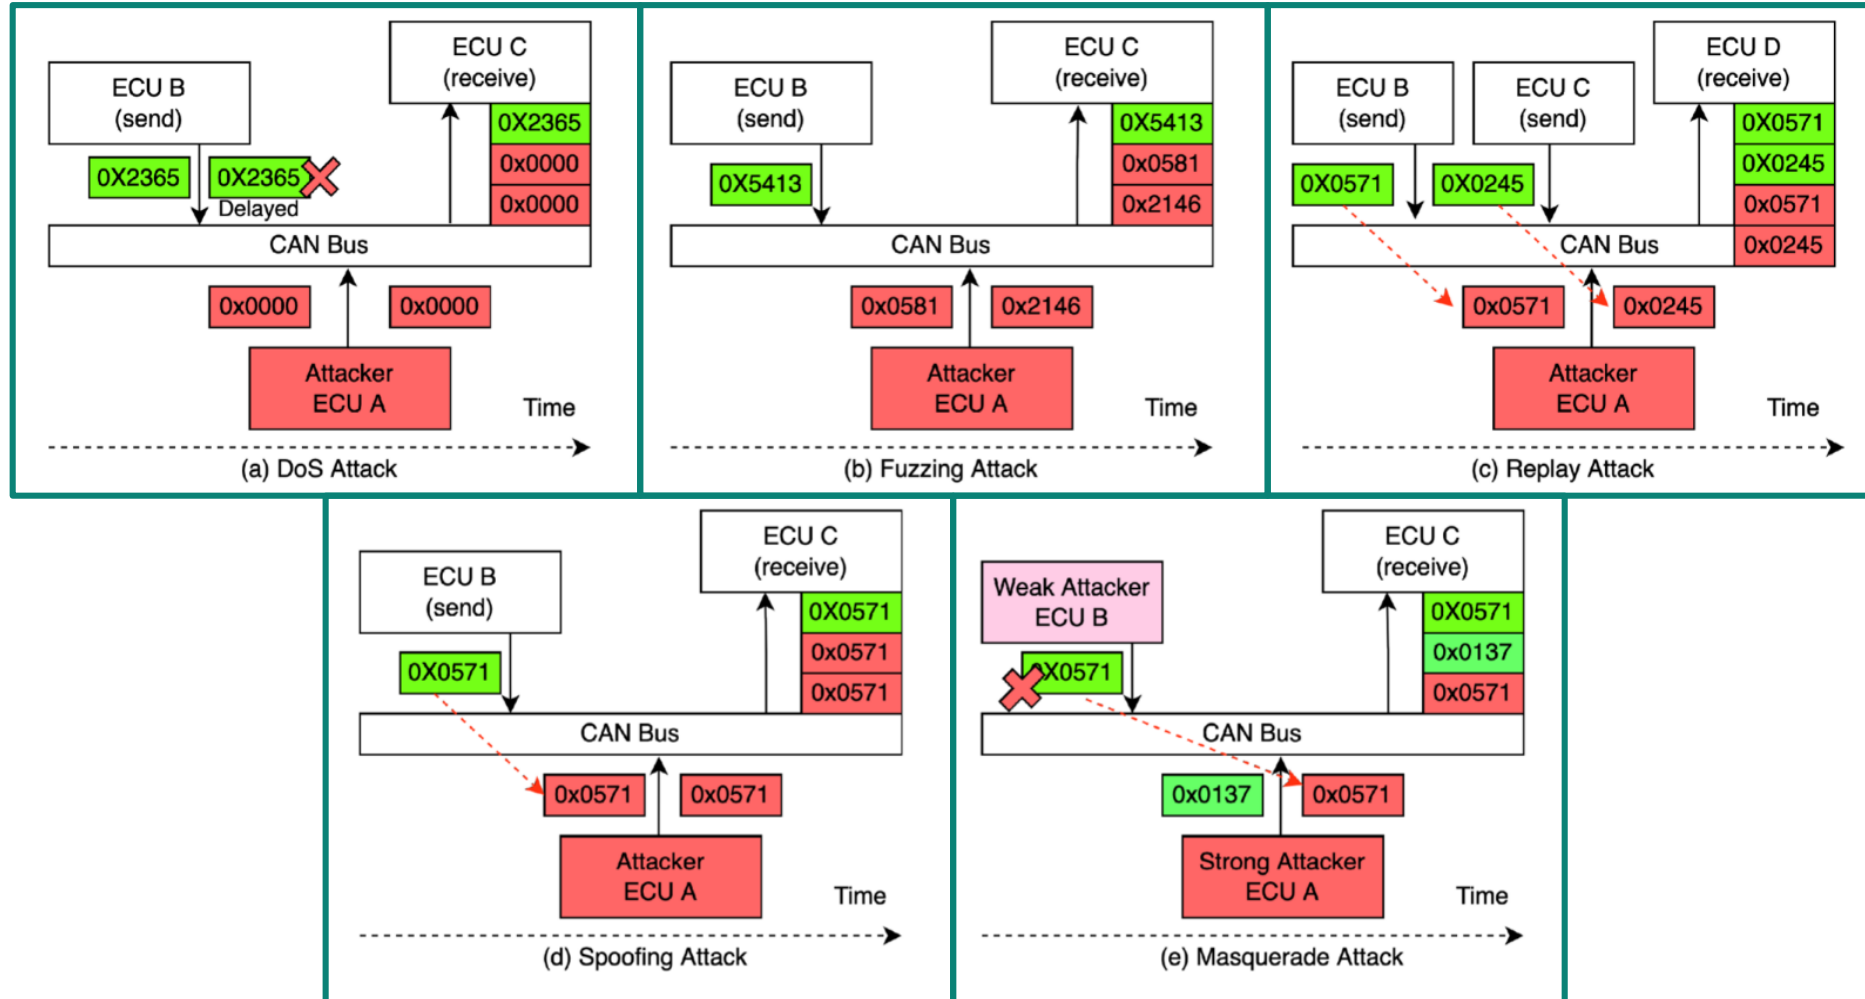 ECU B
(send)
0X2365
0X2365
Delayed
ECU C
(receive)
0X2365
0x0000
0x0000
CAN Bus
0x0000
0x0000
Attacker
ECU A
Time
(a) DoS Attack
ECU B
(send)
0X5413
ECU C
(receive)
0X5413
0x0581
0x2146
CAN Bus
0x0581
0x2146
Attacker
ECU A
Time
(b) Fuzzing Attack
ECU B
(send)
0X0571
ECU C
(send)
0X0245
ECU D
(receive)
0X0571
0X0245
0x0571
0x0245
CAN Bus
0x0571
0x0245
Attacker
ECU A
Time
(c) Replay Attack
ECU B
(send)
0X0571
ECU C
(receive)
0X0571
0x0571
0x0571
CAN Bus
0x0571
0x0571
Attacker
ECU A
Time
(d) Spoofing Attack
Weak Attacker
ECU B
0X0571
ECU C
(receive)
0X0571
0x0137
0x0571
CAN Bus
0x0137
0x0571
Strong Attacker
ECU A
Time
(e) Masquerade Attack